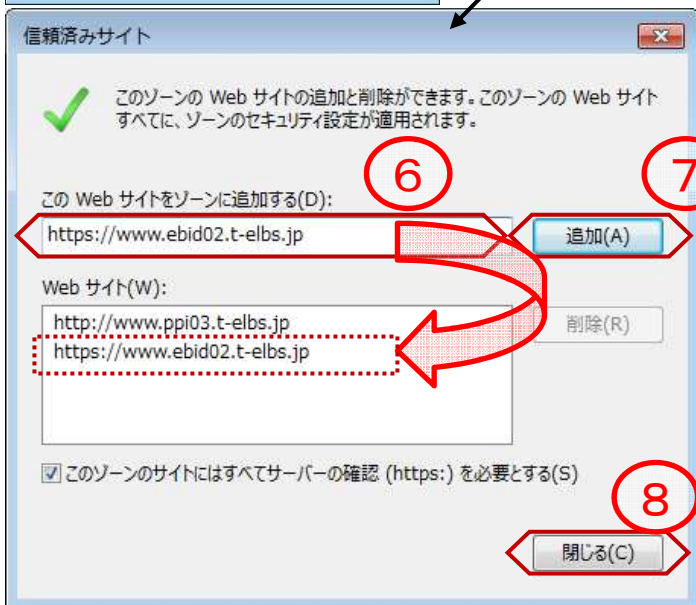 信頼済みサイト
このゾーンの Web サイトの追加と削除ができます。このゾーンの Web サイト
すべてに、ゾーンのセキュリティ設定が適用されます。
6
7
この Web サイトをゾーンに追加する(D):
https://www.ebid02.t-elbs.jp
追加(A)
Web サイト(W):
http://www.ppi03.t-elbs.jp
削除(R)
https://www.ebid02.t-elbs.jp
このゾーンのサイトにはすべてサーバーの確認 (https:) を必要とする(S)
8
閉じる(C)